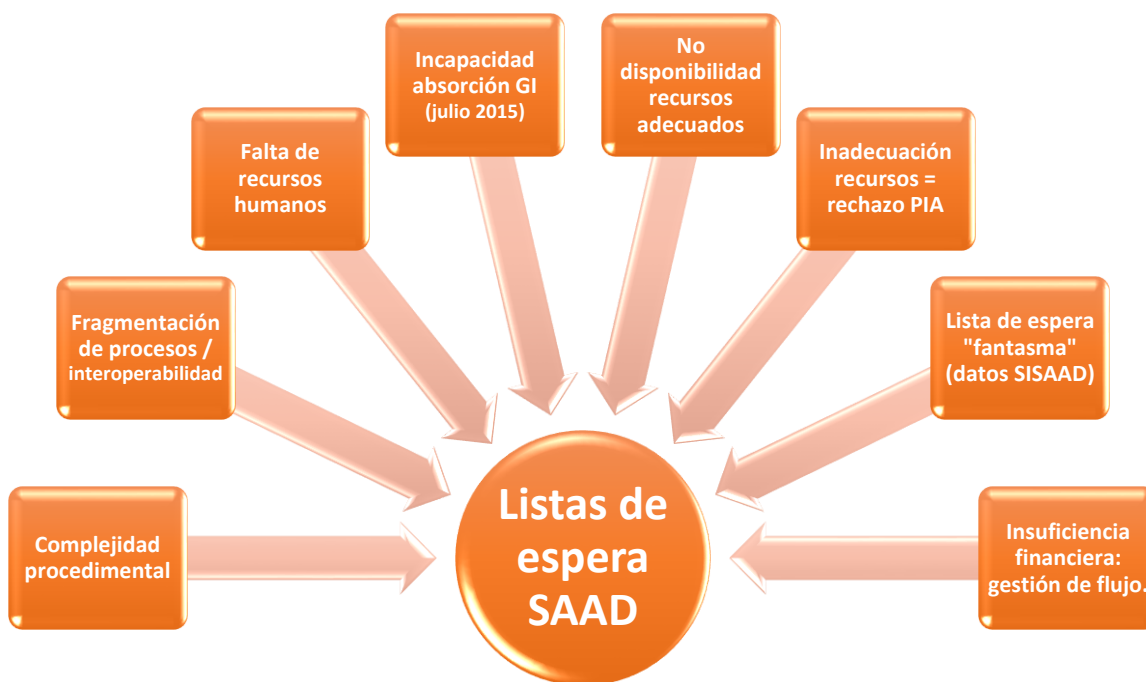 Complejidad
procedimental
Fragmentación
de procesos /
interoperabilidad
Falta de
recursos
humanos
Incapacidad
absorción GI
(julio 2015)
No
disponibilidad
recursos
adecuados
Inadecuación
recursos =
rechazo PIA
Lista de espera
"fantasma"
(datos SISAAD)
Insuficiencia
financiera:
gestión de flujo.
Listas de
espera
SAAD